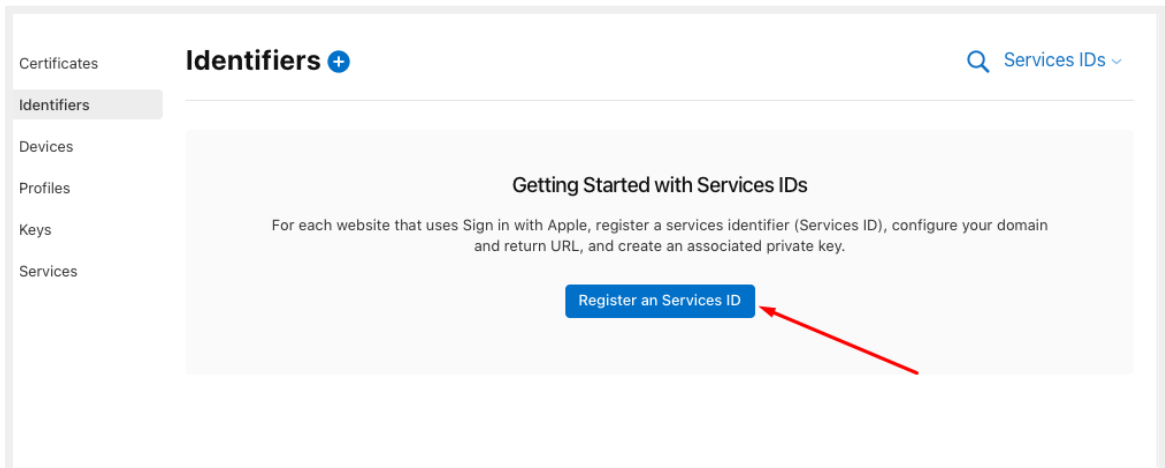 Certificates
Identifiers
Devices
Profiles
Keys
Services
Identifiers
Services IDs
Getting Started with Services IDs
For each website that uses Sign in with Apple, register a services identifier (Services ID), configure your domain
and return URL, and create an associated private key.
Register an Services ID